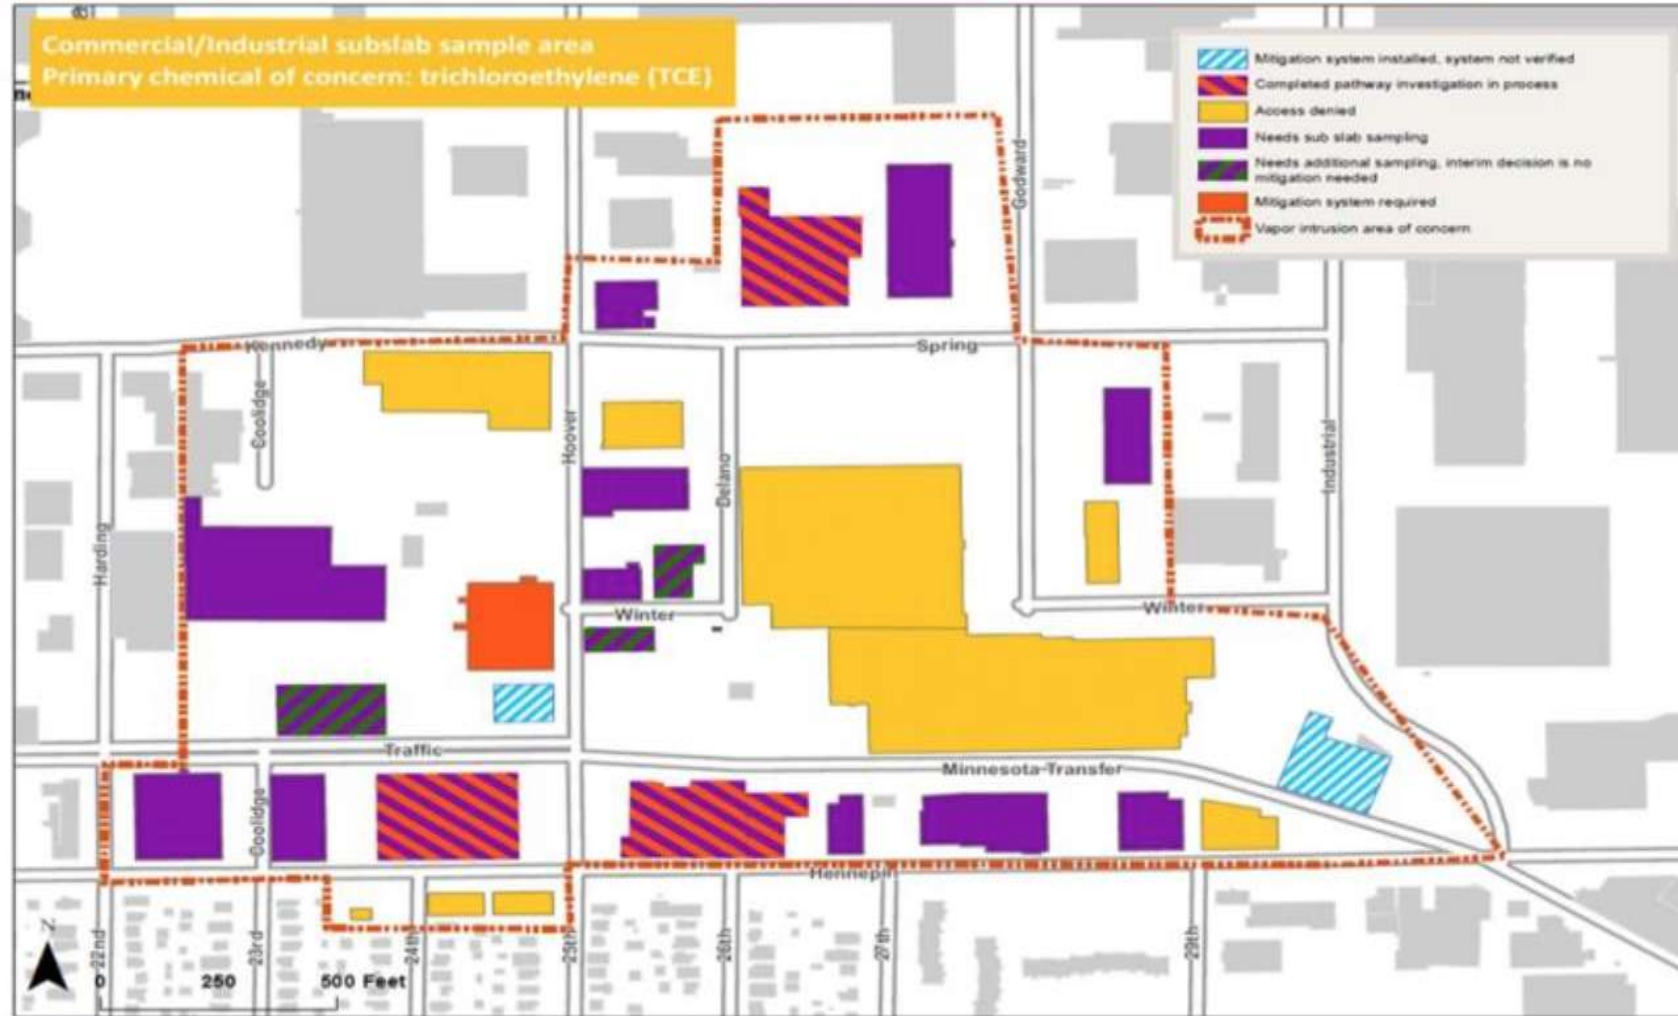 Commercial/Industrial subslab sample area
Primary chemical of concern: trichloroethylene (TCE)
Mitigation system installed, system not verified
Completed pathway investigation in process
Access denied
Needs sub slab sampling
Needs additional sampling, interim decision is no
mitigation needed
Mitigation system required
Vapor intrusion area of concern
Godward
Kennedy
Spring
Coolidge
Hoover
Delano
Industrial
Harding
Winter
Winter
Traffic
Minnesota Transfer
Coolidge
Hennepin
22nd
23rd
24th
25th
26th
27th
29th
Z
0 250 500 Feet